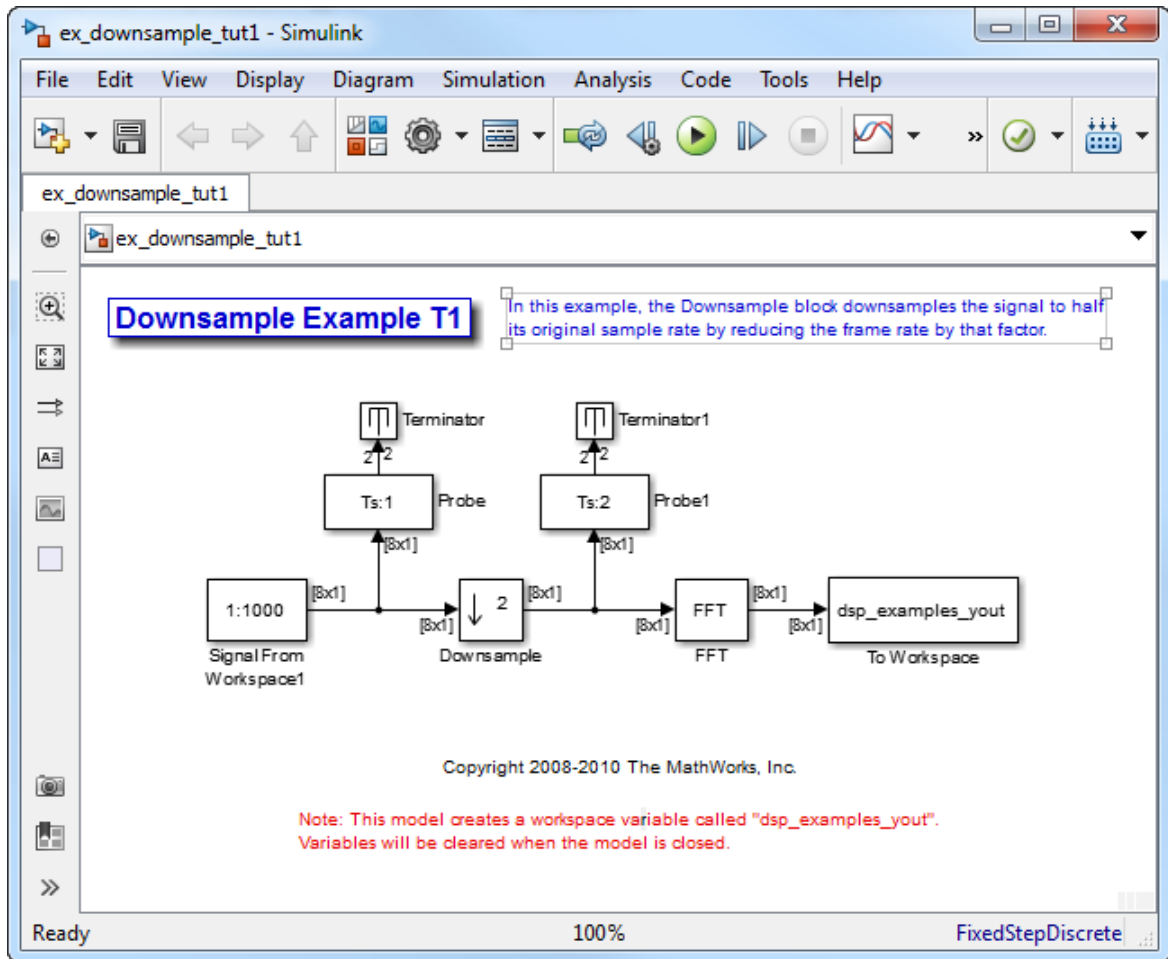 ex_downsample_tut1 - Simulink
File Edit View Display Diagram Simulation Analysis Code Tools Help
ex_downsample_tut1
ex_downsample_tut1
Downsample Example T1
In this example, the Downsample block downsamples the signal to half
its original sample rate by reducing the frame rate by that factor.
Terminator
Terminator1
2 2
2 2
Ts:1
Probe
Ts:2
Probe1
[8x1]
[8x1]
1:1000
[8x1]
[8x1]
2
[8x1]
[8x1]
FFT
[8x1]
[8x1]
dsp_examples_yout
Signal From
Workspace1
Downsample
FFT
To Workspace
Copyright 2008-2010 The MathWorks, Inc.
Note: This model creates a workspace variable called "dsp_examples_yout".
Variables will be cleared when the model is closed.
Ready
100%
FixedStepDiscrete